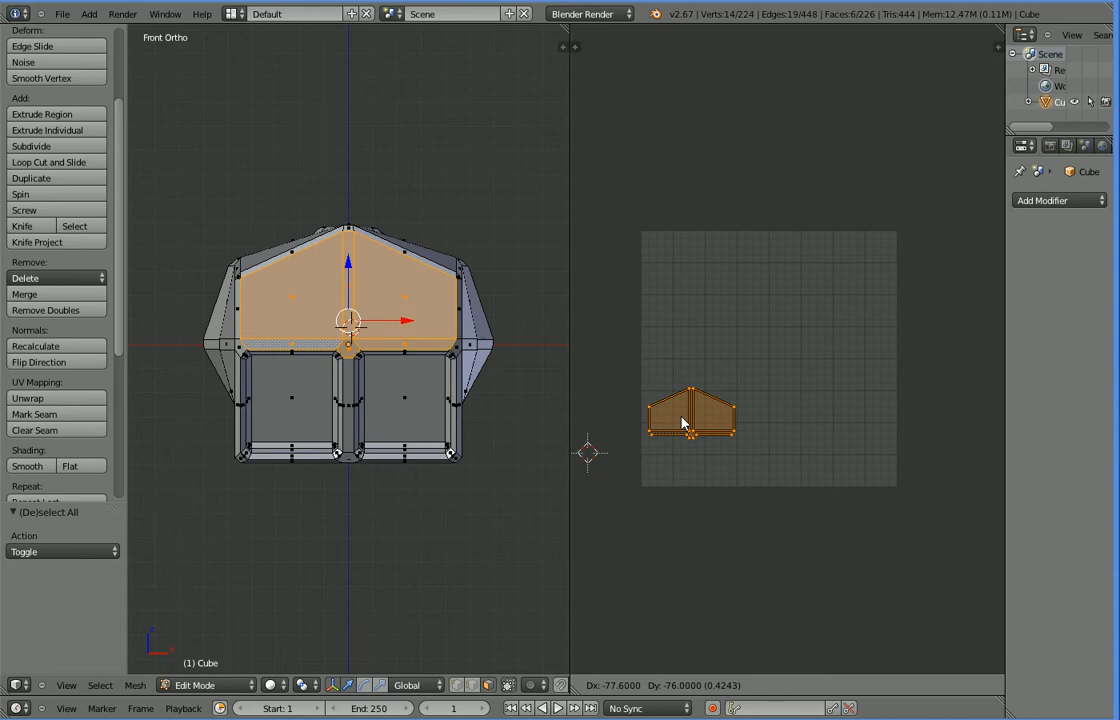 File Add Render Window Help Default Scene Blender Render v2.67 | Verts:14/224 | Edges:19/448 | Faces:6/226 | Tris:444 | Mem:12.47M (0.11M) | Cube
Deform:
Edge Slide
Noise
Smooth Vertex
Add:
Extrude Region
Extrude Individual
Subdivide
Loop Cut and Slide
Duplicate
Spin
Screw
Knife Select
Knife Project
Remove:
Delete
Merge
Remove Doubles
Normals:
Recalculate
Flip Direction
UV Mapping:
Unwrap
Mark Seam
Clear Seam
Shading:
Smooth Flat
Repeat:
(De)select All
Action
Toggle
Front Ortho
(1) Cube
View Select Mesh Edit Mode Global
Dx: -77.6000 Dy: -76.0000 (0.4243)
View Marker Frame Playback Start: 1 End: 250 1 No Sync
View Sear
Scene
Re
Wo
Cu
Cube
Add Modifier